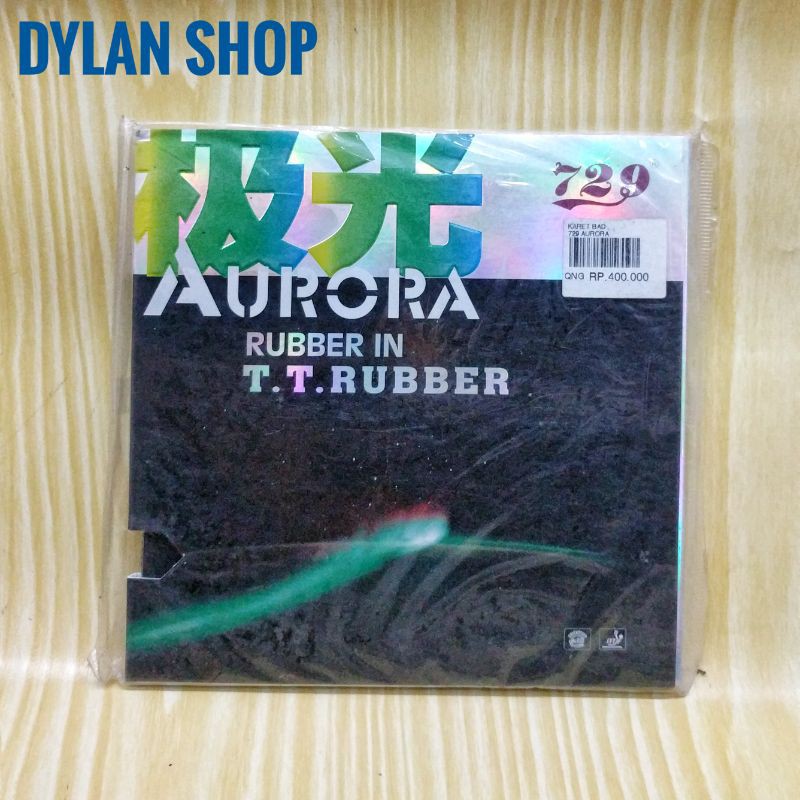 DYLAN SHOP
极光
729
KARET BAD
729 AURORA
QNG RP.400.000
AURORA
RUBBER IN
T.T.RUBBER